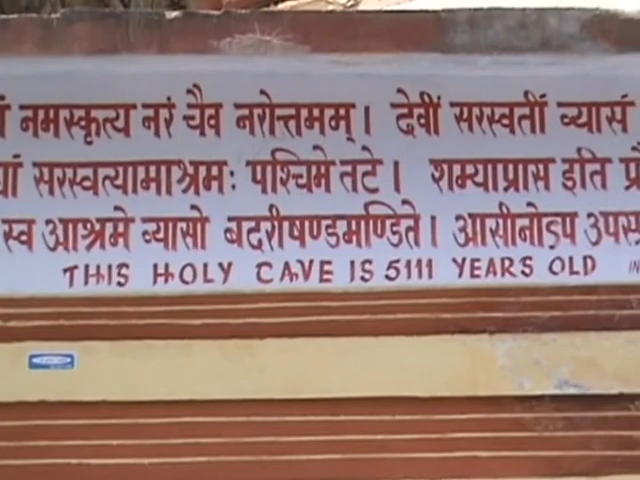 नमस्कृत्य नरं चैव नरोत्तमम्। देवीं सरस्वतीं व्यासं
सरस्वत्यामाश्रमः पश्चिमे तटे। शम्याप्रास इति
स्व आश्रमे व्यासो बदरीषण्डमण्डिते। आसीनोऽप
THIS HOLY CAVE IS 5111 YEARS OLD IN